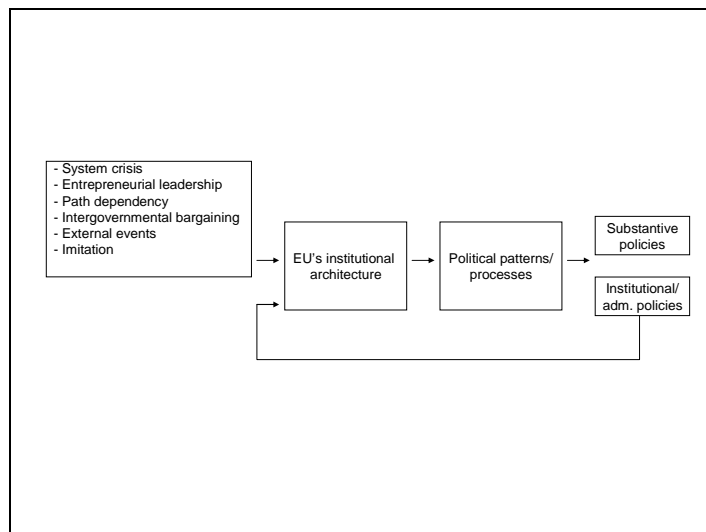 - System crisis
- Entrepreneurial leadership
- Path dependency
- Intergovernmental bargaining
- External events
- Imitation
EU's institutional
architecture
Political patterns/
processes
Substantive
policies
Institutional/
adm. policies